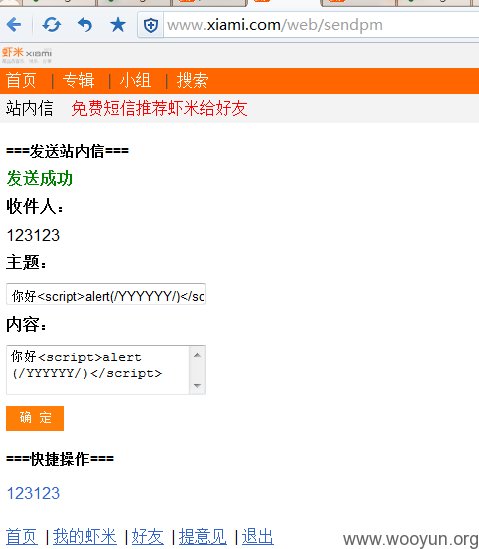 www.xiami.com/web/sendpm
虾米 xiami
首页 | 专辑 | 小组 | 搜索
站内信 免费短信推荐虾米给好友
===发送站内信===
发送成功
收件人：
123123
主题：
你好<script>alert(/YYYYYY/)</sc
内容：
你好<script>alert
(/YYYYYY/)</script>
确 定
===快捷操作===
123123
首页 | 我的虾米 | 好友 | 提意见 | 退出
www.wooyun.org